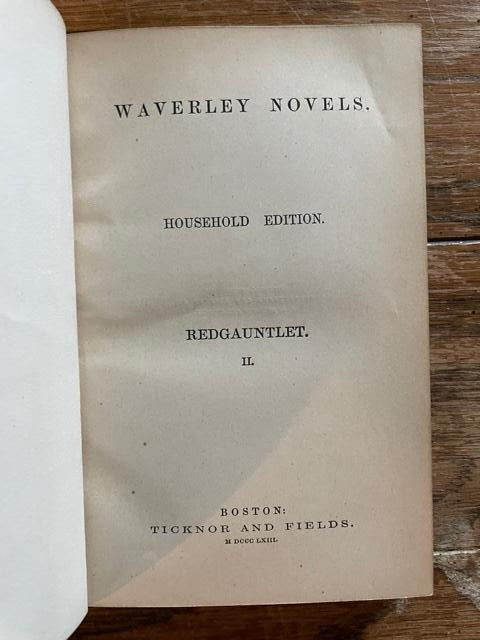 WAVERLEY NOVELS.
HOUSEHOLD EDITION.
REDGAUNTLET.
II.
BOSTON:
TICKNOR AND FIELDS.
M DCCC LXIII.